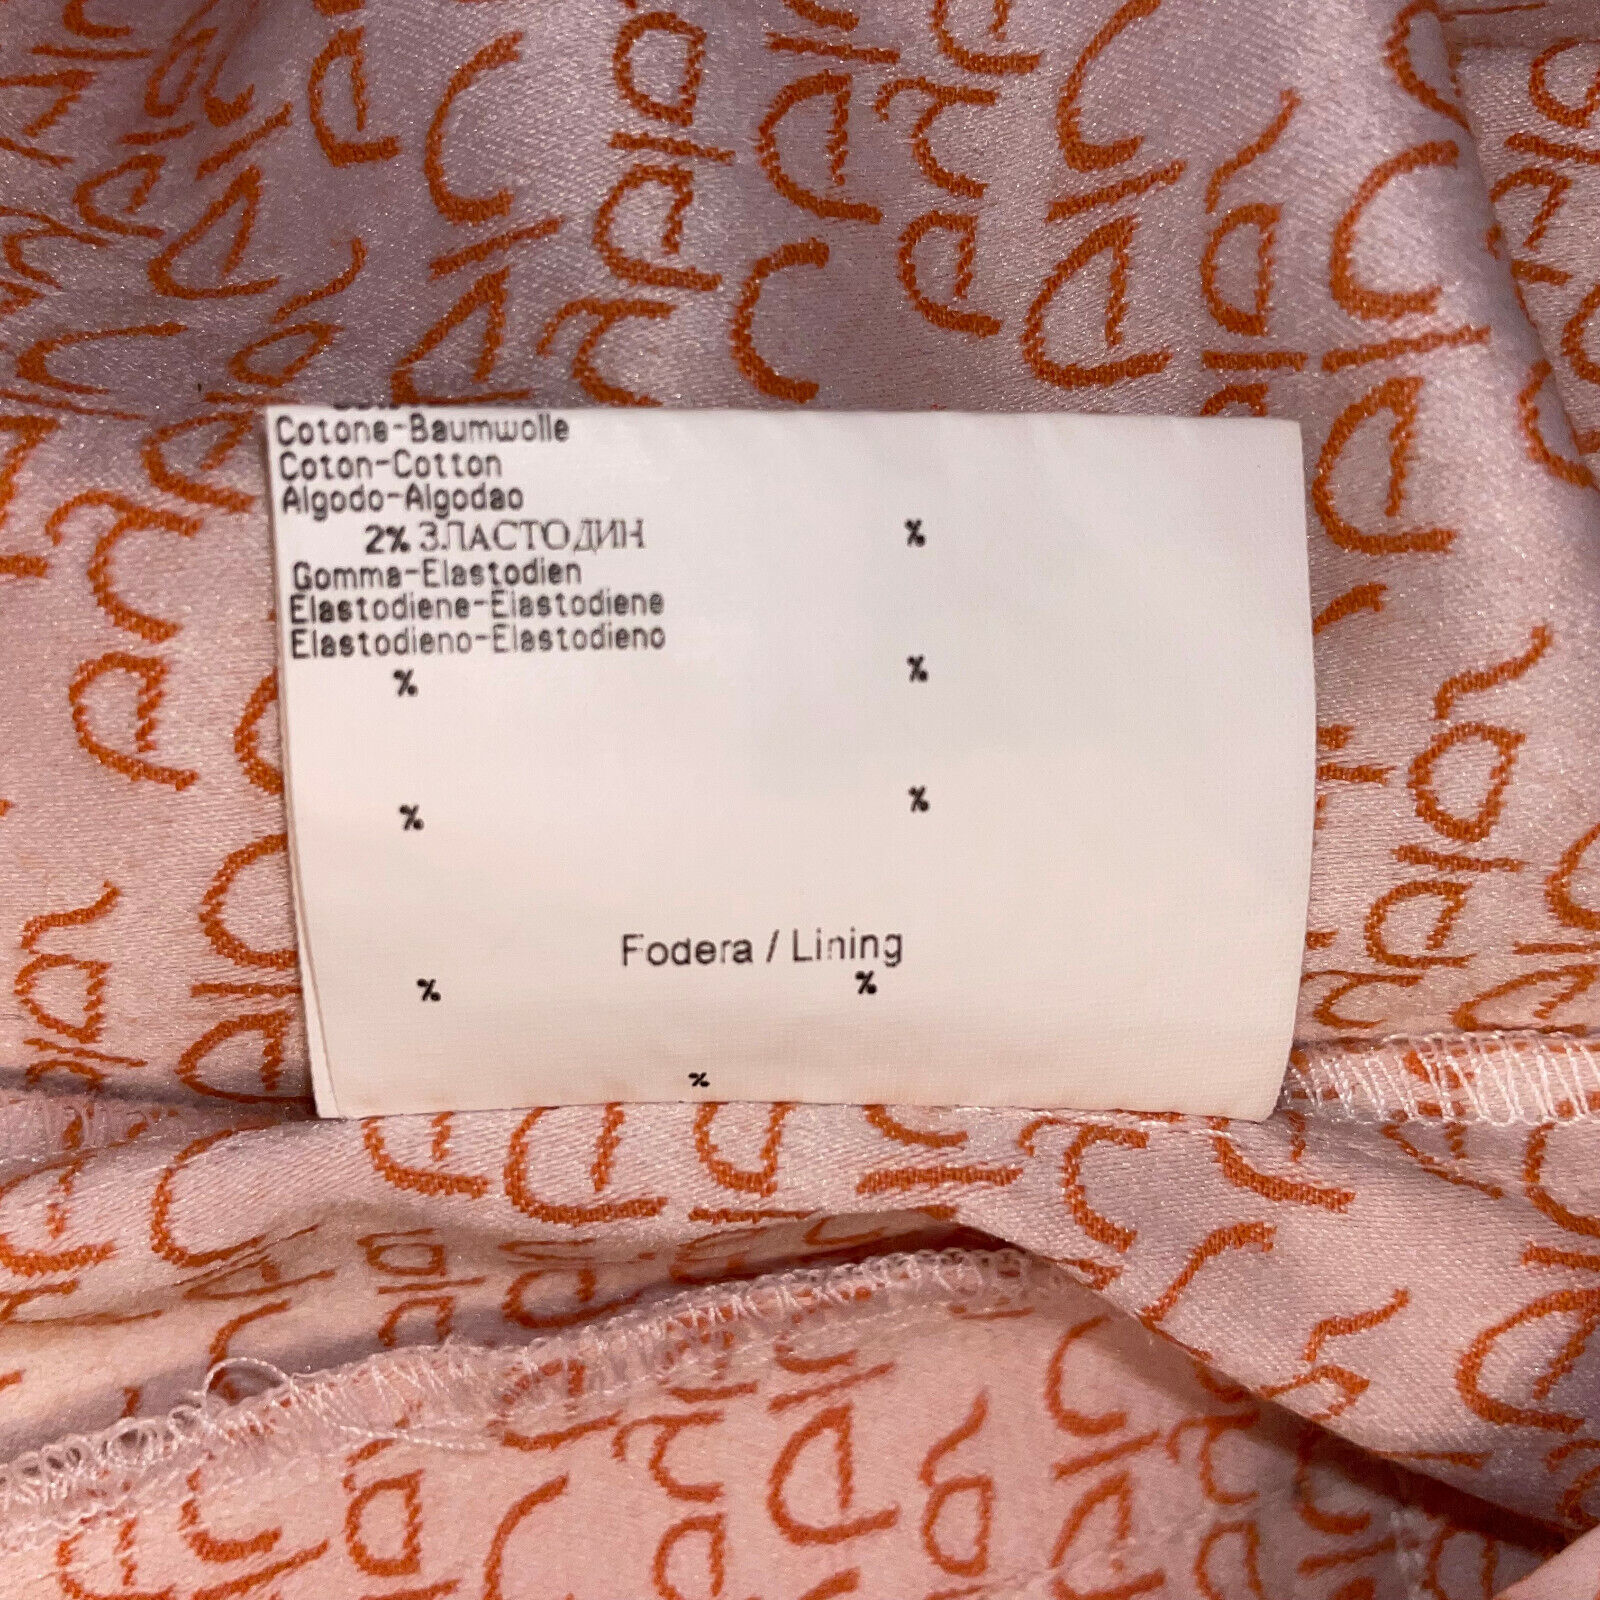 Cotone-Baumwolle
Coton-Cotton
Algodo-Algodao
2% ЗЛАСТОДИН %
Gomma-Elastodien
Elastodiene-Elastodiene
Elastodieno-Elastodieno
% %
% %
Fodera / Lining
% %
%